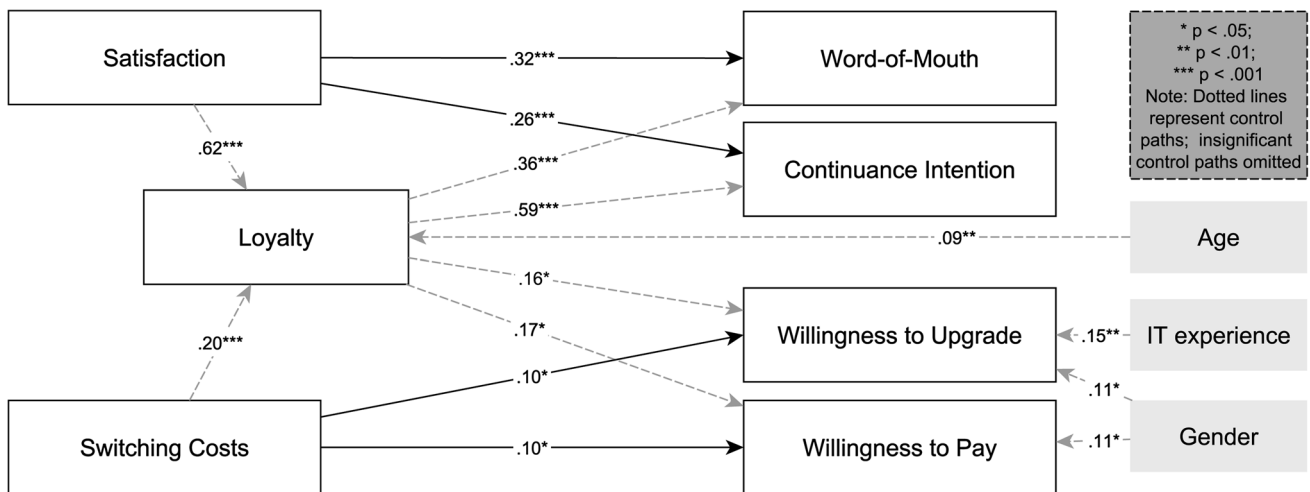 Satisfaction
.32***
Word-of-Mouth
* p < .05;
** p < .01;
*** p < .001
Note: Dotted lines
represent control
paths; insignificant
control paths omitted
.26***
.62***
.36***
Continuance Intention
.59***
Loyalty
.09**
Age
.16*
.17*
Willingness to Upgrade
.15**
IT experience
.20***
.10*
.11*
Switching Costs
.10*
Willingness to Pay
.11*
Gender